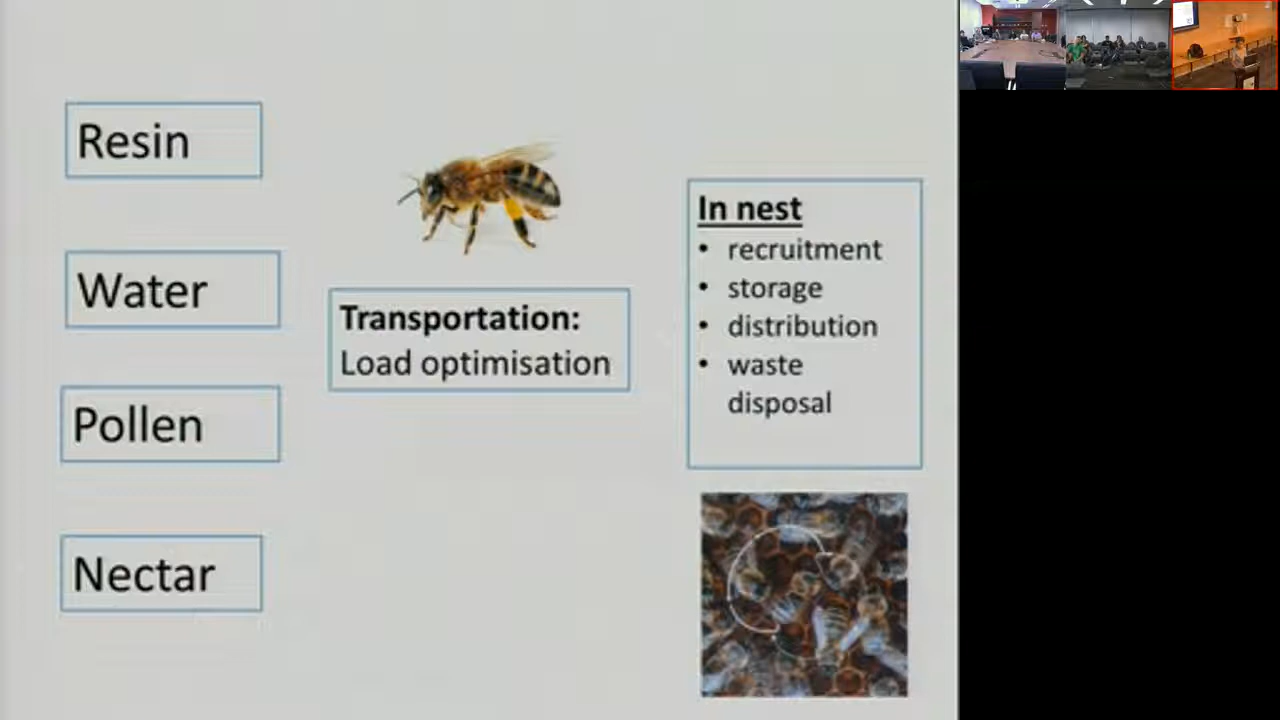 Resin
Water
Pollen
Nectar
Transportation:
Load optimisation
In nest
• recruitment
• storage
• distribution
• waste
disposal